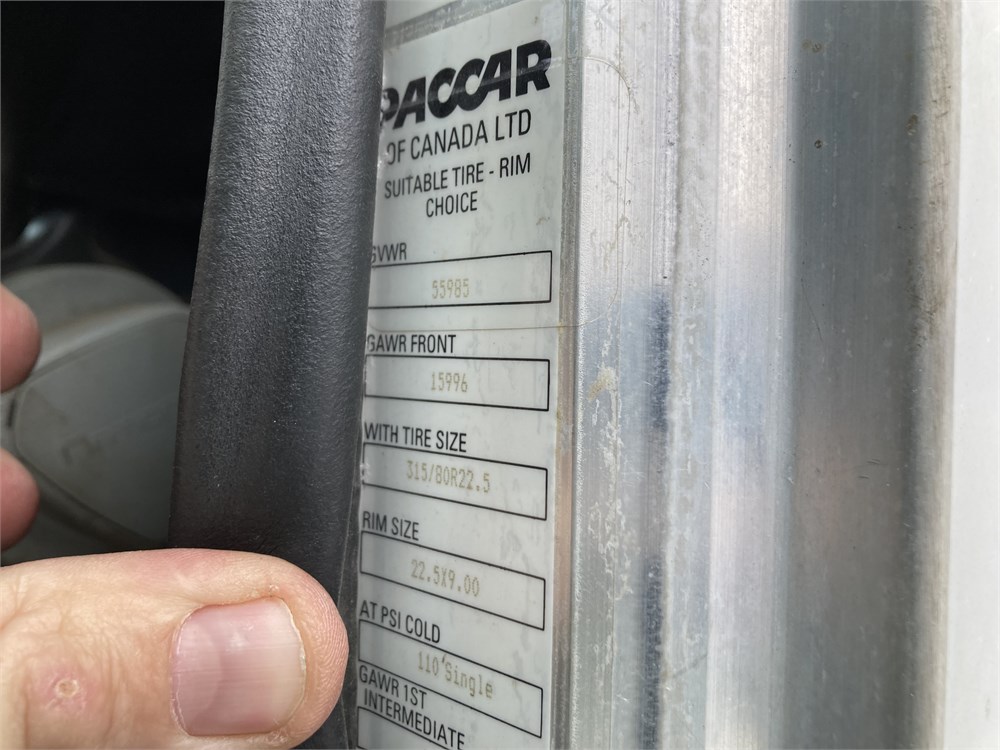 PACCAR
OF CANADA LTD
SUITABLE TIRE - RIM
CHOICE
GVWR
55985
GAWR FRONT
15996
WITH TIRE SIZE
315/80R22.5
RIM SIZE
22.5X9.00
AT PSI COLD
110 Single
GAWR 1ST
INTERMEDIATE